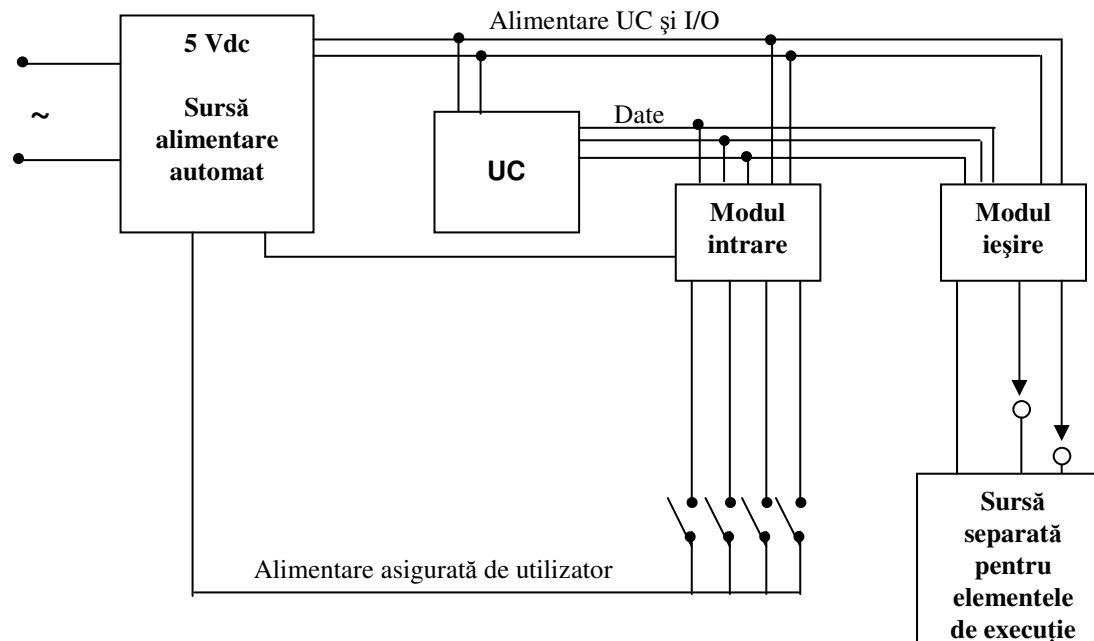 Alimentare UC şi I/O
5 Vdc
Sursă
alimentare
automat
~
Date
UC
Modul
intrare
Modul
ieşire
Alimentare asigurată de utilizator
Sursă
separată
pentru
elementele
de execuţie